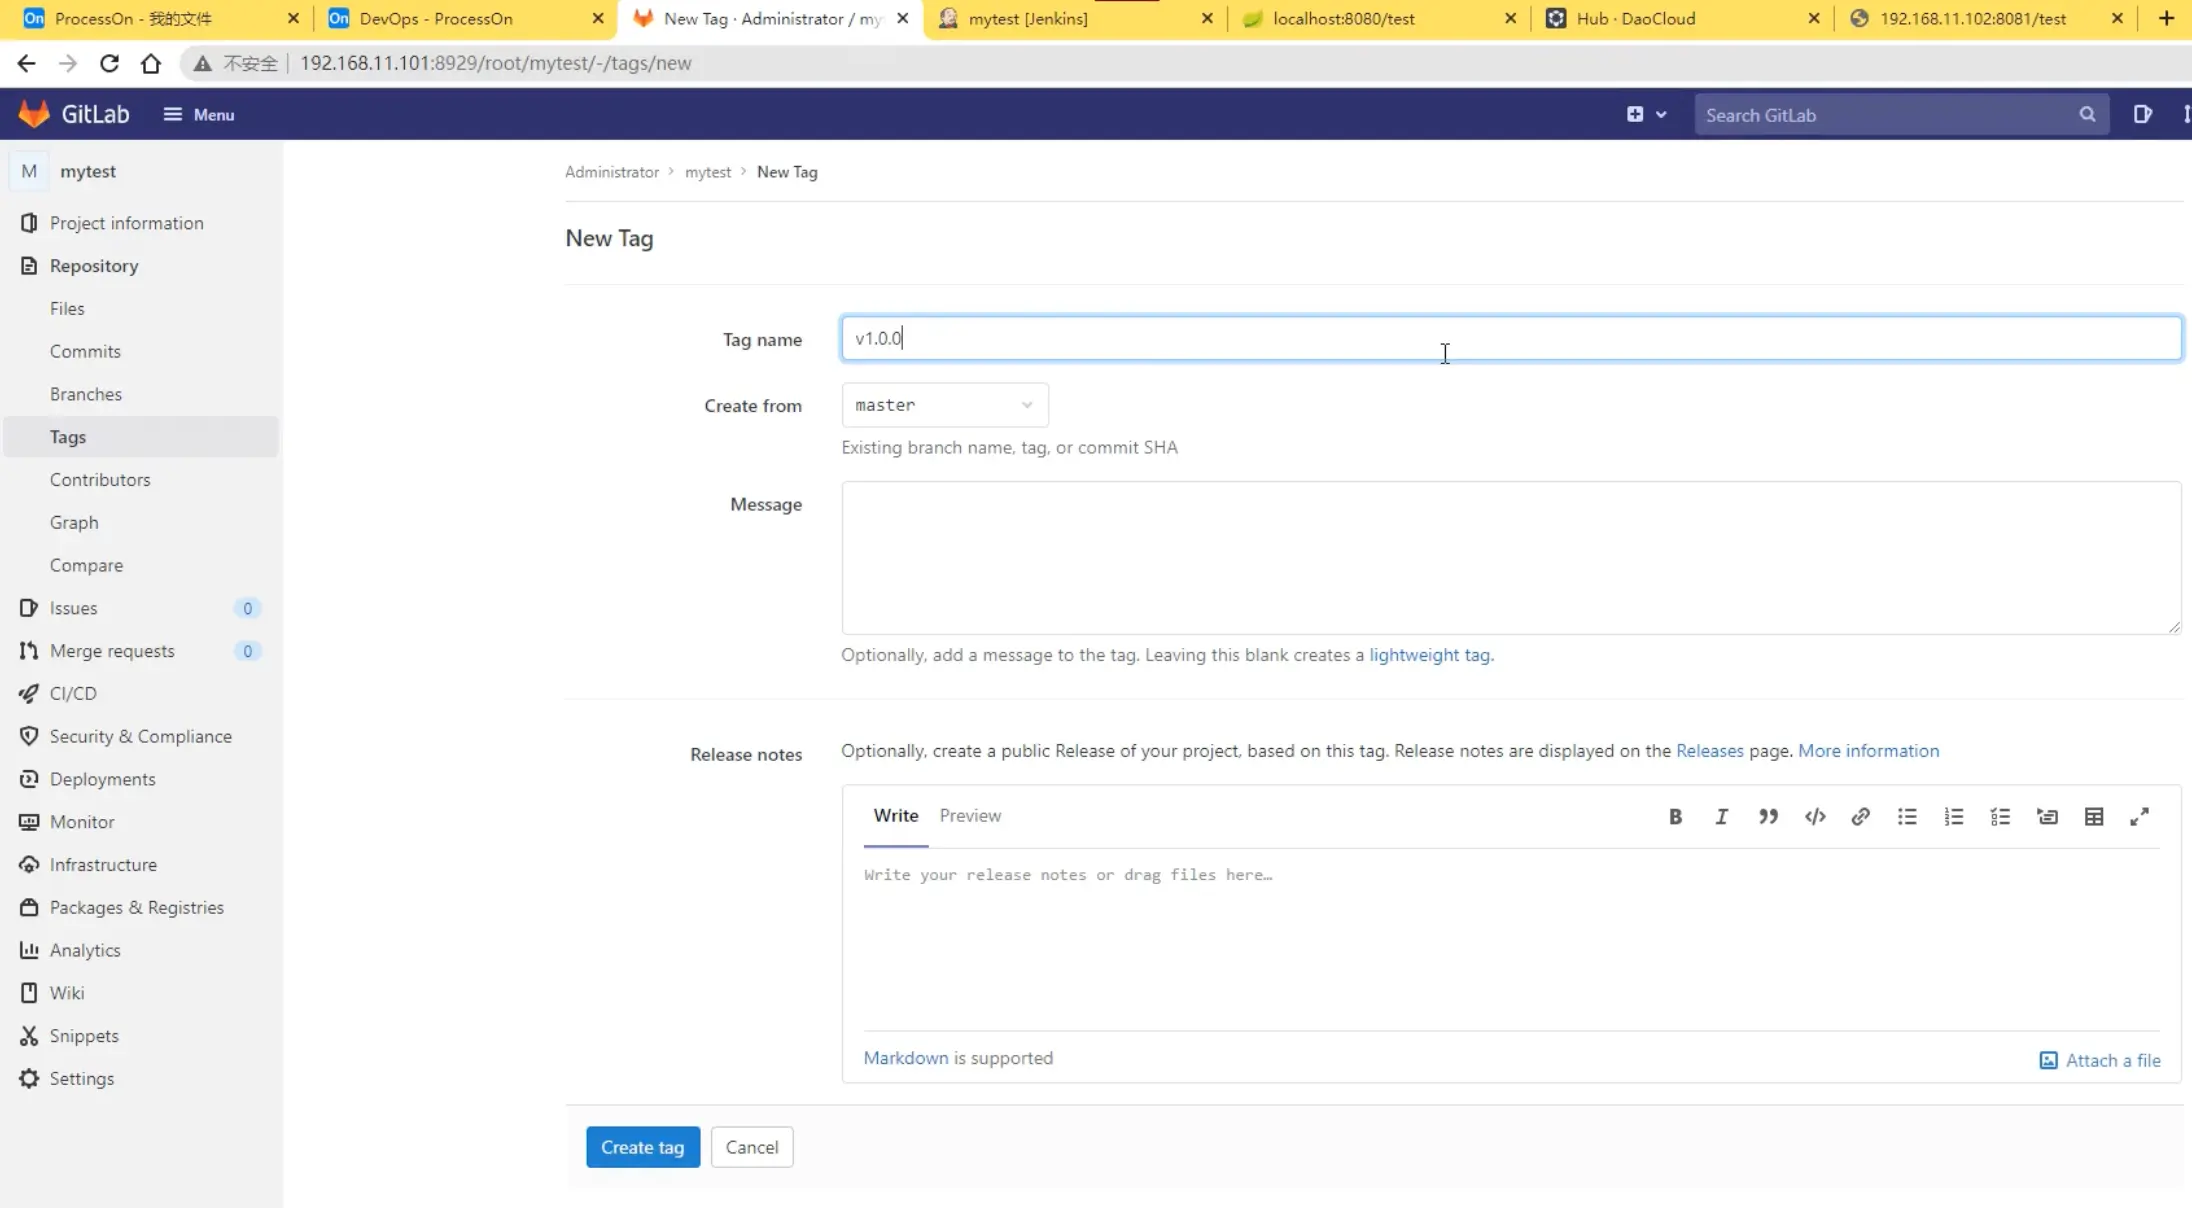 On ProcessOn - 我的文件
On DevOps - ProcessOn
New Tag · Administrator / my
mytest [Jenkins]
localhost:8080/test
Hub · DaoCloud
192.168.11.102:8081/test
不安全 192.168.11.101:8929/root/mytest/-/tags/new
GitLab Menu Search GitLab
M mytest
Project information
Repository
Files
Commits
Branches
Tags
Contributors
Graph
Compare
Issues 0
Merge requests 0
CI/CD
Security & Compliance
Deployments
Monitor
Infrastructure
Packages & Registries
Analytics
Wiki
Snippets
Settings
Administrator › mytest › New Tag
New Tag
Tag name v1.0.0
Create from master
Existing branch name, tag, or commit SHA
Message
Optionally, add a message to the tag. Leaving this blank creates a lightweight tag.
Release notes Optionally, create a public Release of your project, based on this tag. Release notes are displayed on the Releases page. More information
Write Preview
Write your release notes or drag files here…
Markdown is supported Attach a file
Create tag Cancel